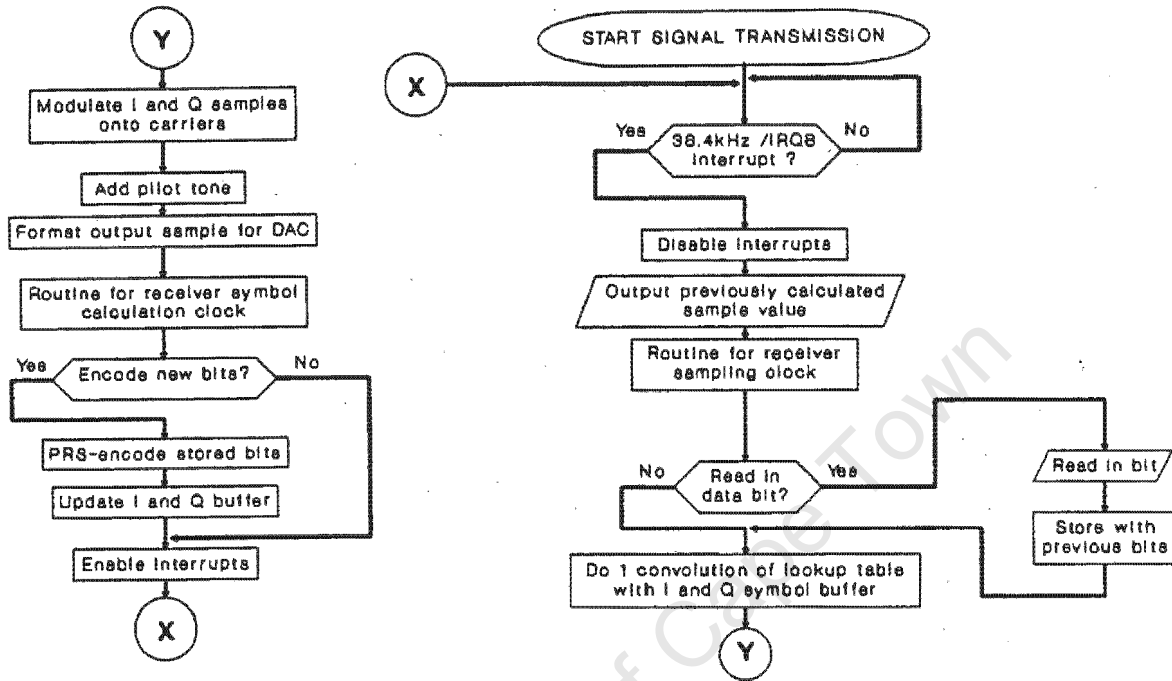 Y
Modulate I and Q samples
onto carriers
Add pilot tone
Format output sample for DAC
Routine for receiver symbol
calculation clock
Yes
Encode new bits?
No
PRS-encode stored bits
Update I and Q buffer
Enable Interrupts
X
START SIGNAL TRANSMISSION
X
Yes
38.4kHz /IRQ8
Interrupt ?
No
Disable Interrupts
Output previously calculated
sample value
Routine for receiver
sampling clock
No
Read in
data bit?
Yes
Read in bit
Store with
previous bits
Do 1 convolution of lookup table
with I and Q symbol buffer
Y
of Cape Town